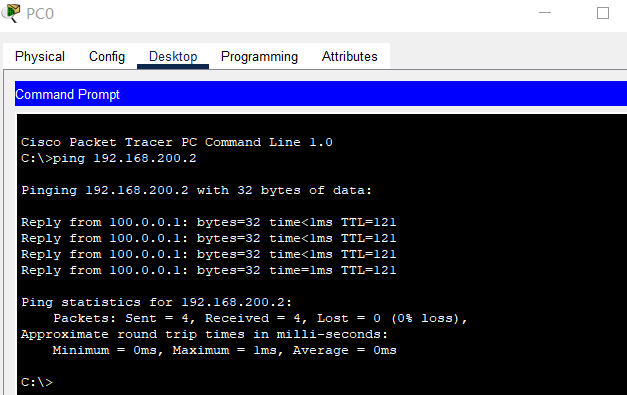 PC0
Physical Config Desktop Programming Attributes
Command Prompt
Cisco Packet Tracer PC Command Line 1.0
C:\>ping 192.168.200.2
Pinging 192.168.200.2 with 32 bytes of data:
Reply from 100.0.0.1: bytes=32 time<1ms TTL=121
Reply from 100.0.0.1: bytes=32 time<1ms TTL=121
Reply from 100.0.0.1: bytes=32 time<1ms TTL=121
Reply from 100.0.0.1: bytes=32 time=1ms TTL=121
Ping statistics for 192.168.200.2:
    Packets: Sent = 4, Received = 4, Lost = 0 (0% loss),
Approximate round trip times in milli-seconds:
    Minimum = 0ms, Maximum = 1ms, Average = 0ms
C:\>